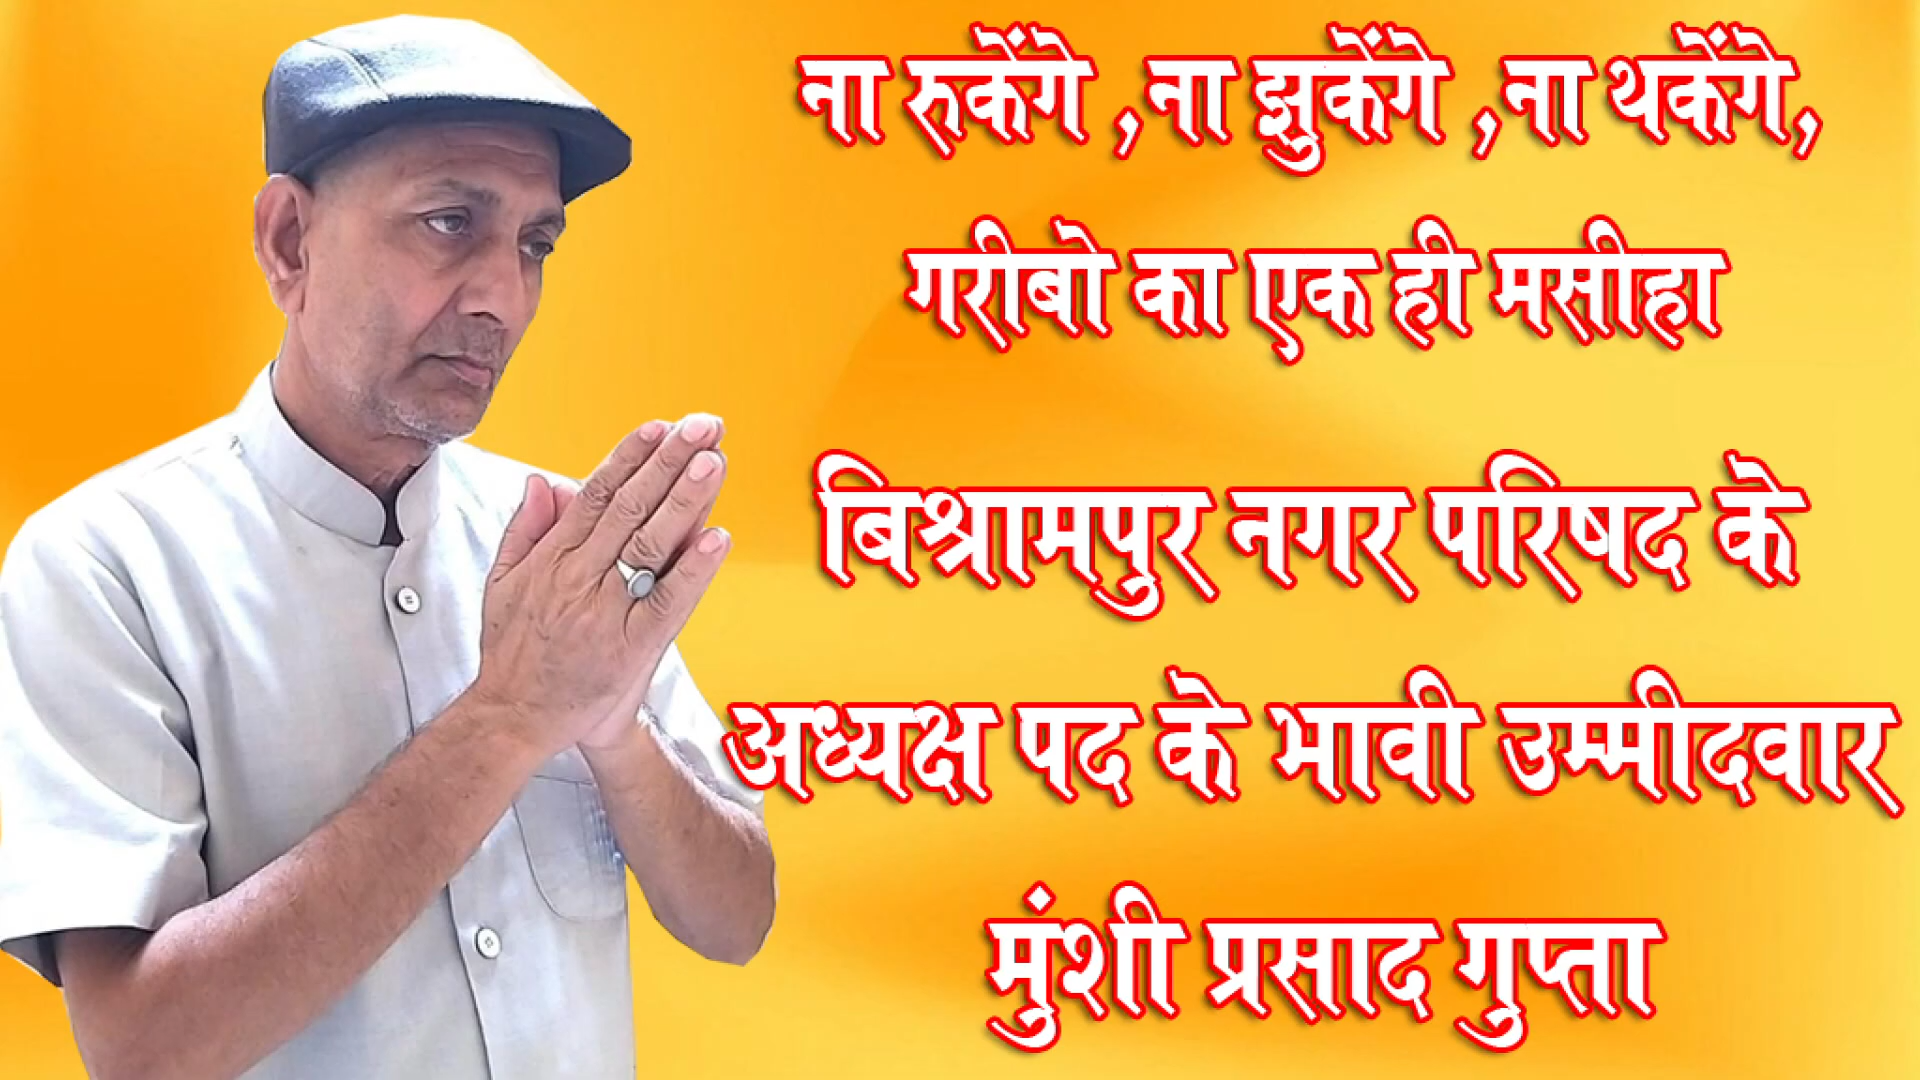 ना रुकेंगे ,ना झुकेंगे ,ना थकेंगे,
गरीबो का एक ही मसीहा
बिश्रामपुर नगर परिषद के
अध्यक्ष पद के भावी उम्मीदवार
मुंशी प्रसाद गुप्ता